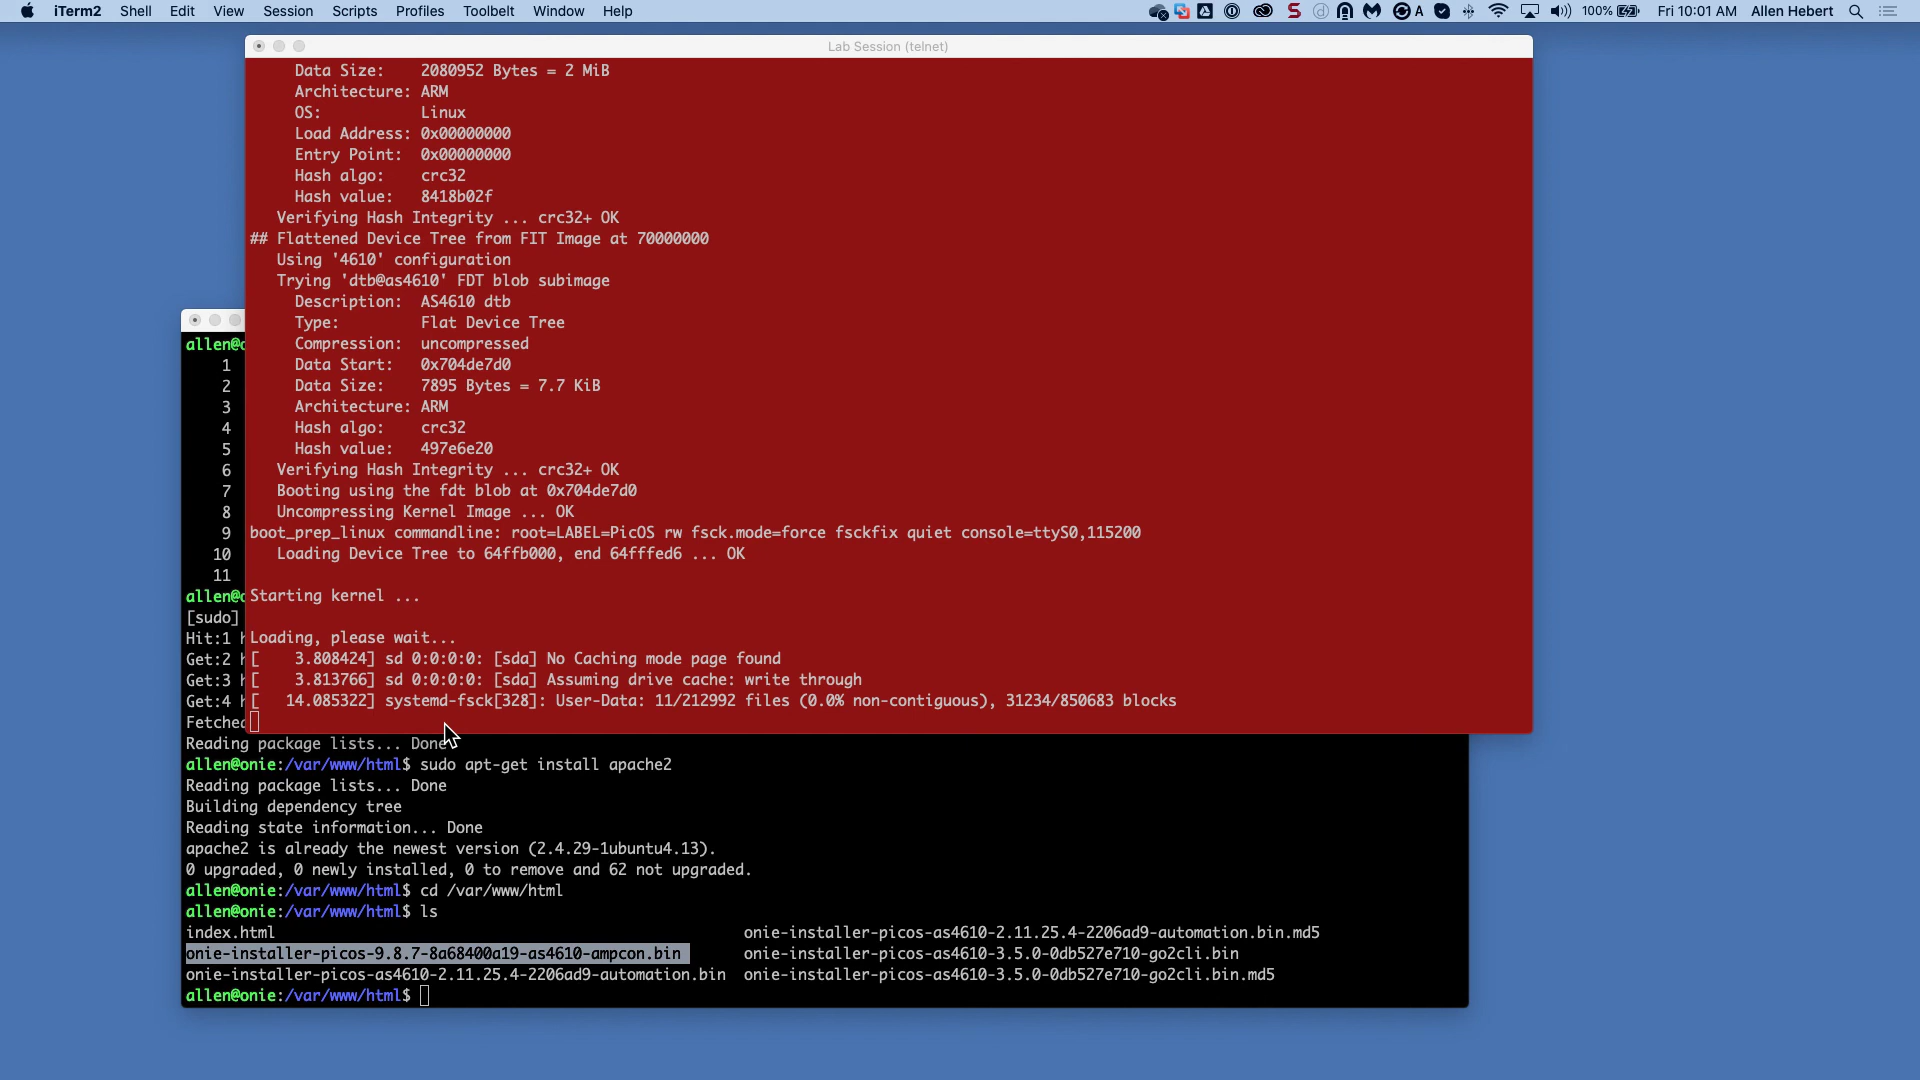 iTerm2 Shell Edit View Session Scripts Profiles Toolbelt Window Help
A 100% Fri 10:01 AM Allen Hebert
Lab Session (telnet)
Data Size: 2080952 Bytes = 2 MiB
Architecture: ARM
OS: Linux
Load Address: 0x00000000
Entry Point: 0x00000000
Hash algo: crc32
Hash value: 8418b02f
Verifying Hash Integrity ... crc32+ OK
## Flattened Device Tree from FIT Image at 70000000
Using '4610' configuration
Trying 'dtb@as4610' FDT blob subimage
Description: AS4610 dtb
Type: Flat Device Tree
Compression: uncompressed
Data Start: 0x704de7d0
Data Size: 7895 Bytes = 7.7 KiB
Architecture: ARM
Hash algo: crc32
Hash value: 497e6e20
Verifying Hash Integrity ... crc32+ OK
Booting using the fdt blob at 0x704de7d0
Uncompressing Kernel Image ... OK
boot_prep_linux commandline: root=LABEL=PicOS rw fsck.mode=force fsckfix quiet console=ttyS0,115200
Loading Device Tree to 64ffb000, end 64fffed6 ... OK
Starting kernel ...
Loading, please wait...
[    3.808424] sd 0:0:0:0: [sda] No Caching mode page found
[    3.813766] sd 0:0:0:0: [sda] Assuming drive cache: write through
[   14.085322] systemd-fsck[328]: User-Data: 11/212992 files (0.0% non-contiguous), 31234/850683 blocks
allen@
1
2
3
4
5
6
7
8
9
10
11
allen@
[sudo]
Hit:1
Get:2
Get:3
Get:4
Fetched
Reading package lists... Done
allen@onie:/var/www/html$ sudo apt-get install apache2
Reading package lists... Done
Building dependency tree
Reading state information... Done
apache2 is already the newest version (2.4.29-1ubuntu4.13).
0 upgraded, 0 newly installed, 0 to remove and 62 not upgraded.
allen@onie:/var/www/html$ cd /var/www/html
allen@onie:/var/www/html$ ls
index.html onie-installer-picos-as4610-2.11.25.4-2206ad9-automation.bin.md5
onie-installer-picos-9.8.7-8a68400a19-as4610-ampcon.bin onie-installer-picos-as4610-3.5.0-0db527e710-go2cli.bin
onie-installer-picos-as4610-2.11.25.4-2206ad9-automation.bin onie-installer-picos-as4610-3.5.0-0db527e710-go2cli.bin.md5
allen@onie:/var/www/html$